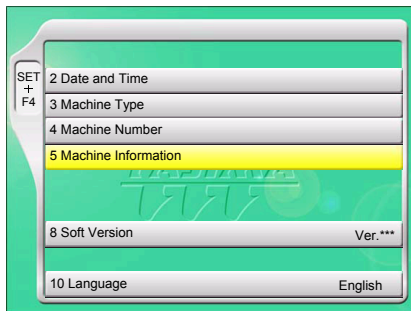 SET
+
F4
2 Date and Time
3 Machine Type
4 Machine Number
5 Machine Information
TAJIMA
8 Soft Version Ver.***
10 Language English